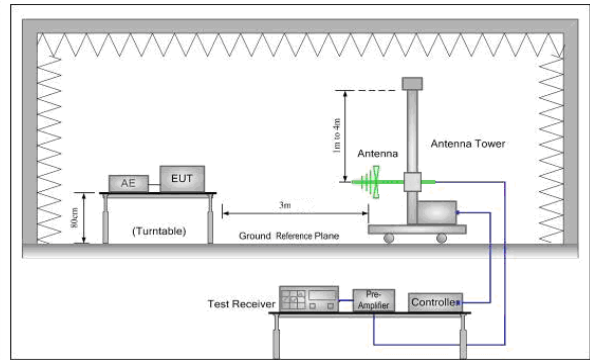 1m to 4m
Antenna
Antenna Tower
AE
EUT
80cm
(Turntable)
3m
Ground Reference Plane
Test Receiver
Pre-
Amplifier
Controller